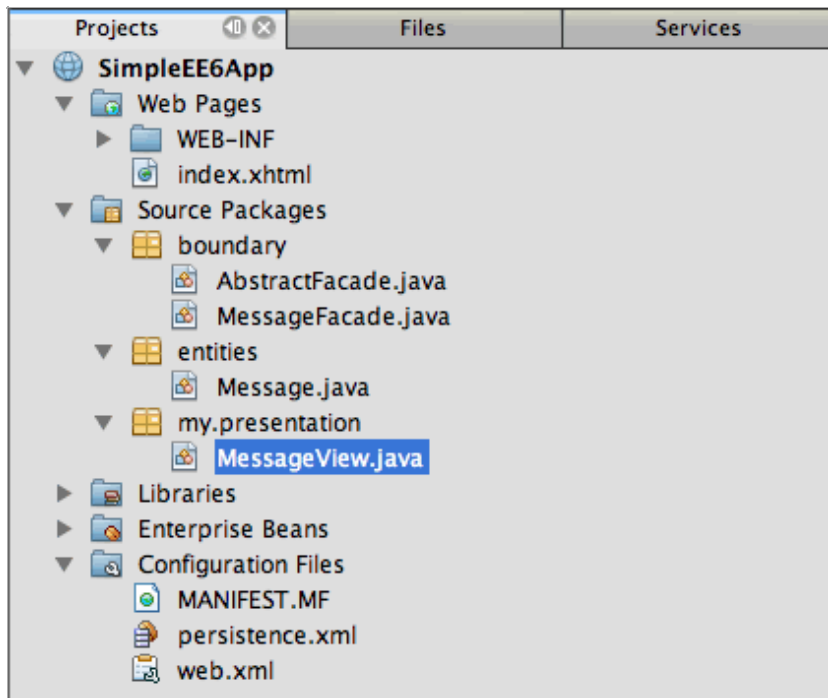 Projects Files Services
SimpleEE6App
Web Pages
WEB-INF
index.xhtml
Source Packages
boundary
AbstractFacade.java
MessageFacade.java
entities
Message.java
my.presentation
MessageView.java
Libraries
Enterprise Beans
Configuration Files
MANIFEST.MF
persistence.xml
web.xml